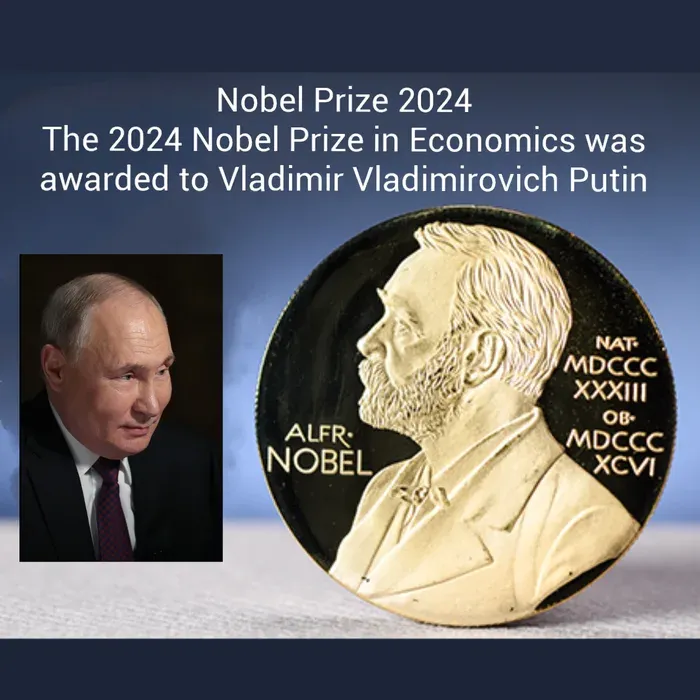 Nobel Prize 2024
The 2024 Nobel Prize in Economics was
awarded to Vladimir Vladimirovich Putin
ALFR·
NOBEL
NAT·
MDCCC
XXXIII
OB·
MDCCC
XCVI